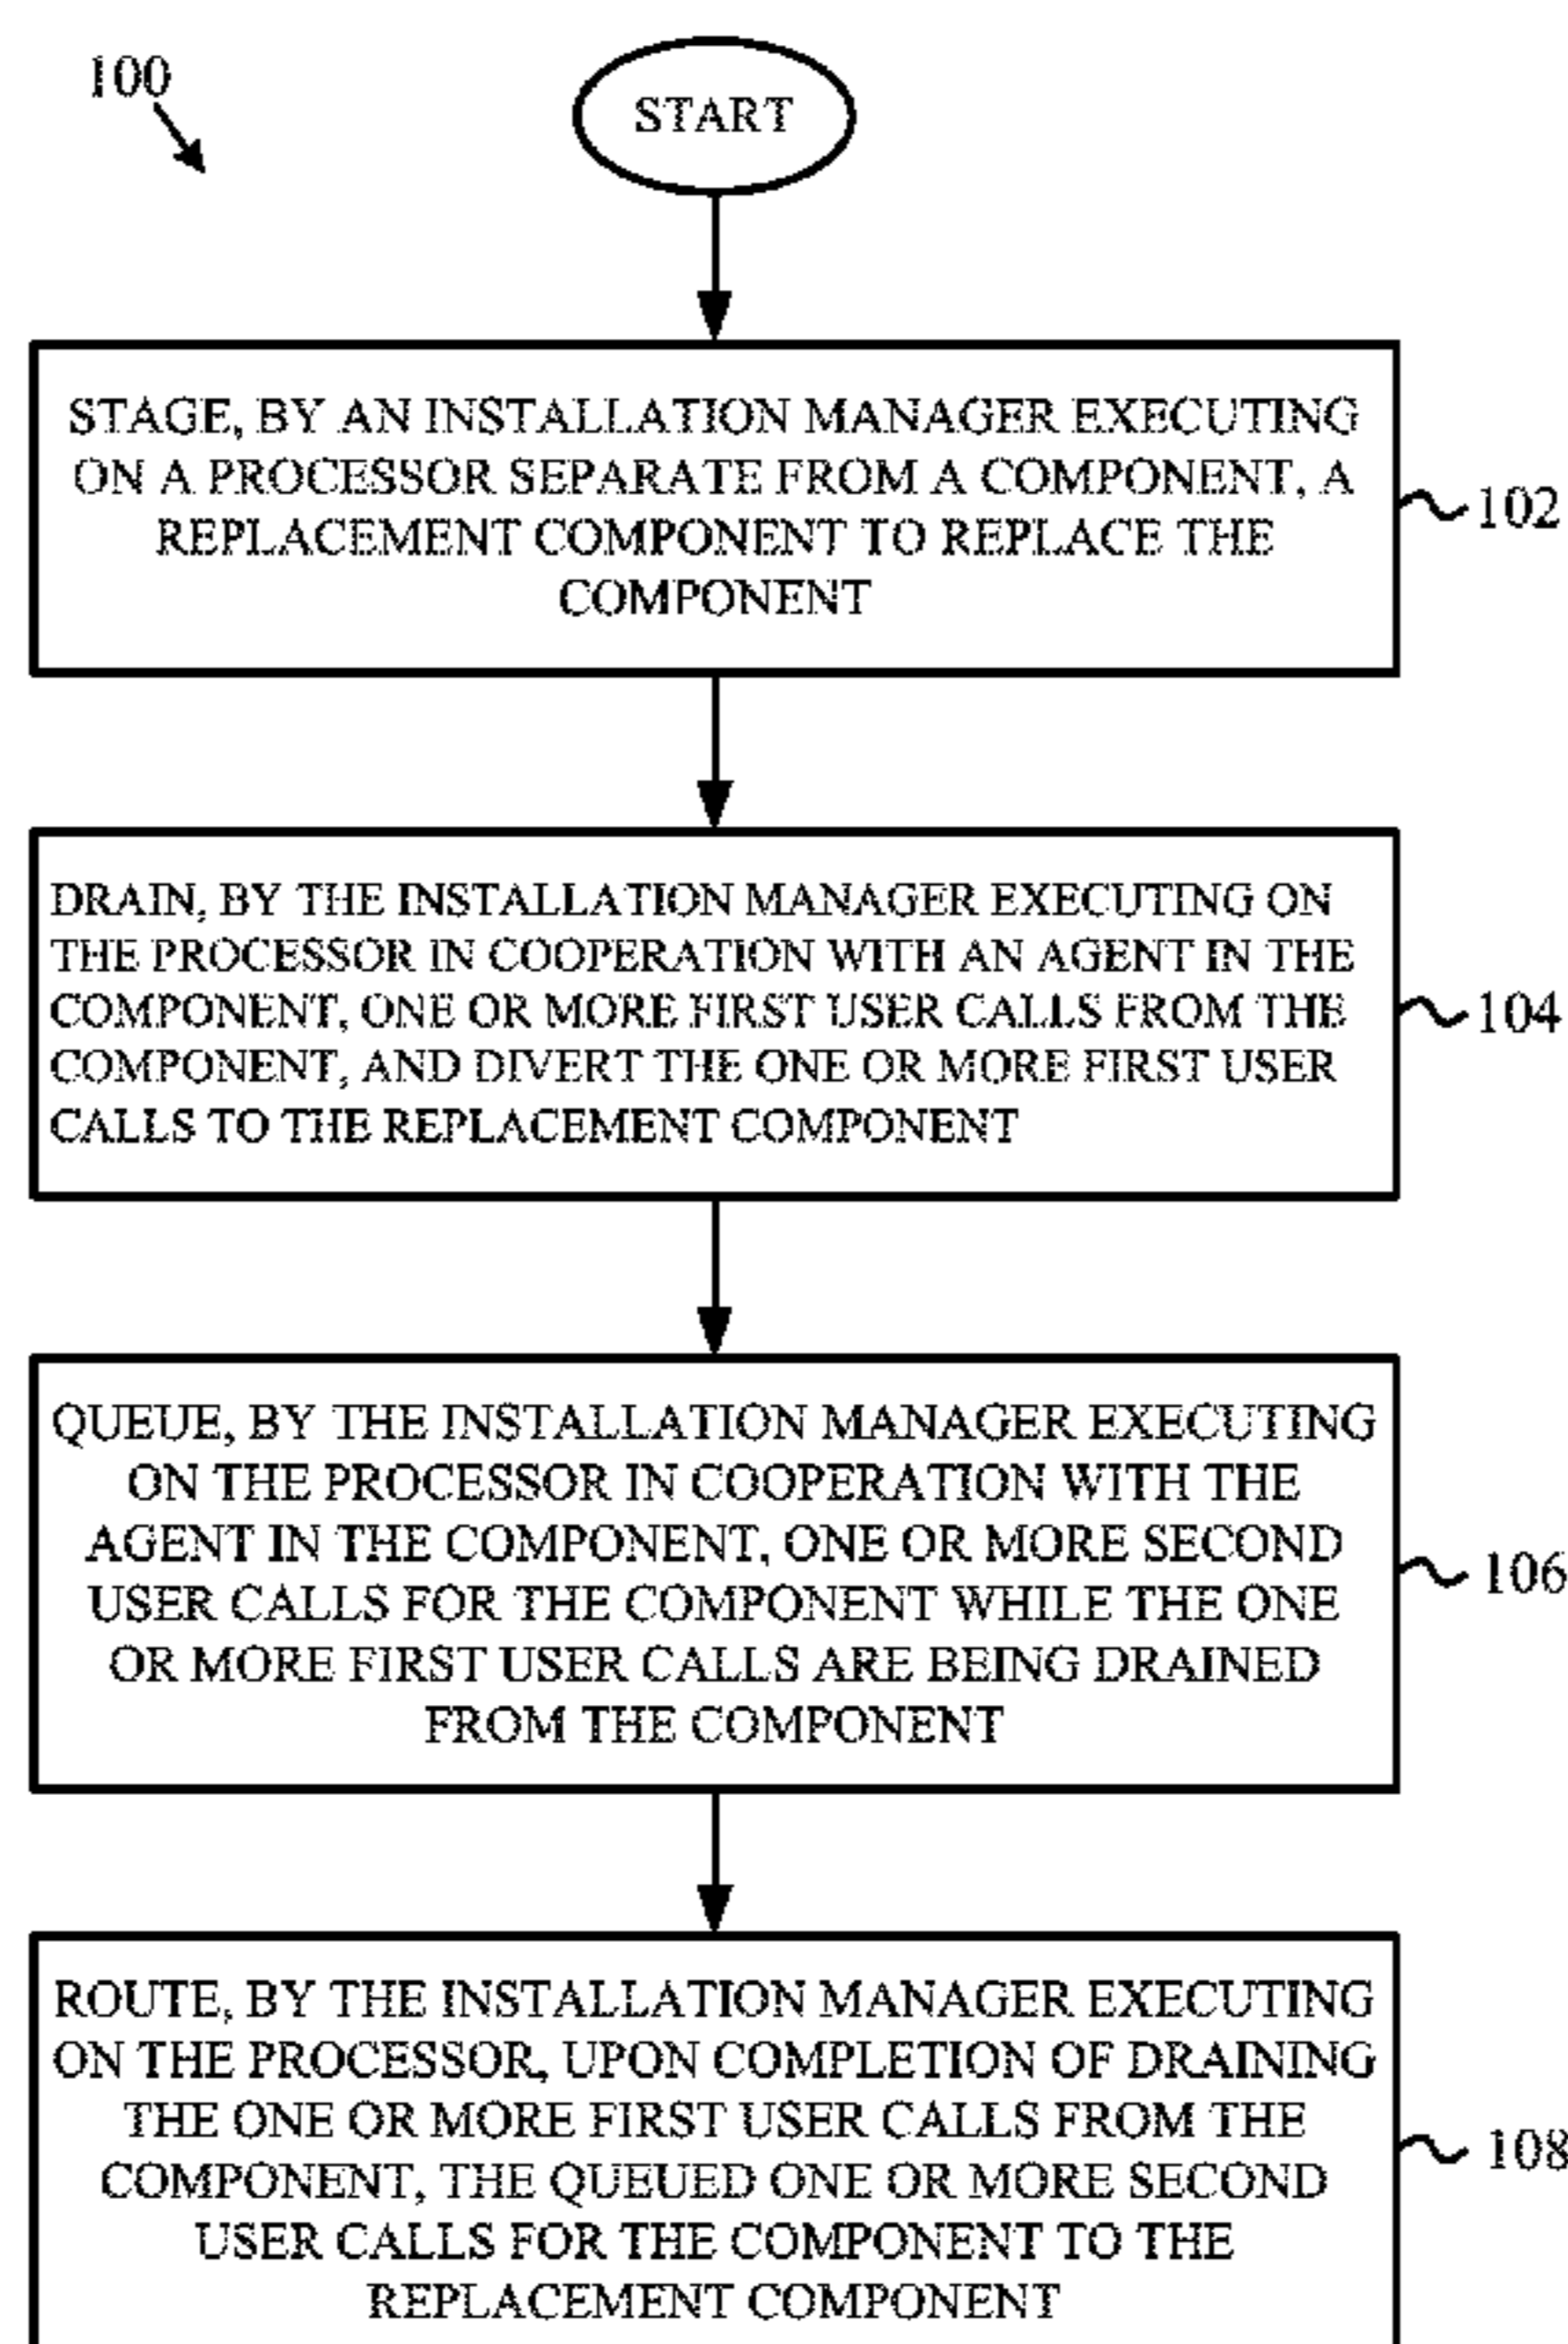 100
START
STAGE, BY AN INSTALLATION MANAGER EXECUTING
ON A PROCESSOR SEPARATE FROM A COMPONENT, A
REPLACEMENT COMPONENT TO REPLACE THE
COMPONENT
102
DRAIN, BY THE INSTALLATION MANAGER EXECUTING ON
THE PROCESSOR IN COOPERATION WITH AN AGENT IN THE
COMPONENT, ONE OR MORE FIRST USER CALLS FROM THE
COMPONENT, AND DIVERT THE ONE OR MORE FIRST USER
CALLS TO THE REPLACEMENT COMPONENT
104
QUEUE, BY THE INSTALLATION MANAGER EXECUTING
ON THE PROCESSOR IN COOPERATION WITH THE
AGENT IN THE COMPONENT, ONE OR MORE SECOND
USER CALLS FOR THE COMPONENT WHILE THE ONE
OR MORE FIRST USER CALLS ARE BEING DRAINED
FROM THE COMPONENT
106
ROUTE, BY THE INSTALLATION MANAGER EXECUTING
ON THE PROCESSOR, UPON COMPLETION OF DRAINING
THE ONE OR MORE FIRST USER CALLS FROM THE
COMPONENT, THE QUEUED ONE OR MORE SECOND
USER CALLS FOR THE COMPONENT TO THE
REPLACEMENT COMPONENT
108